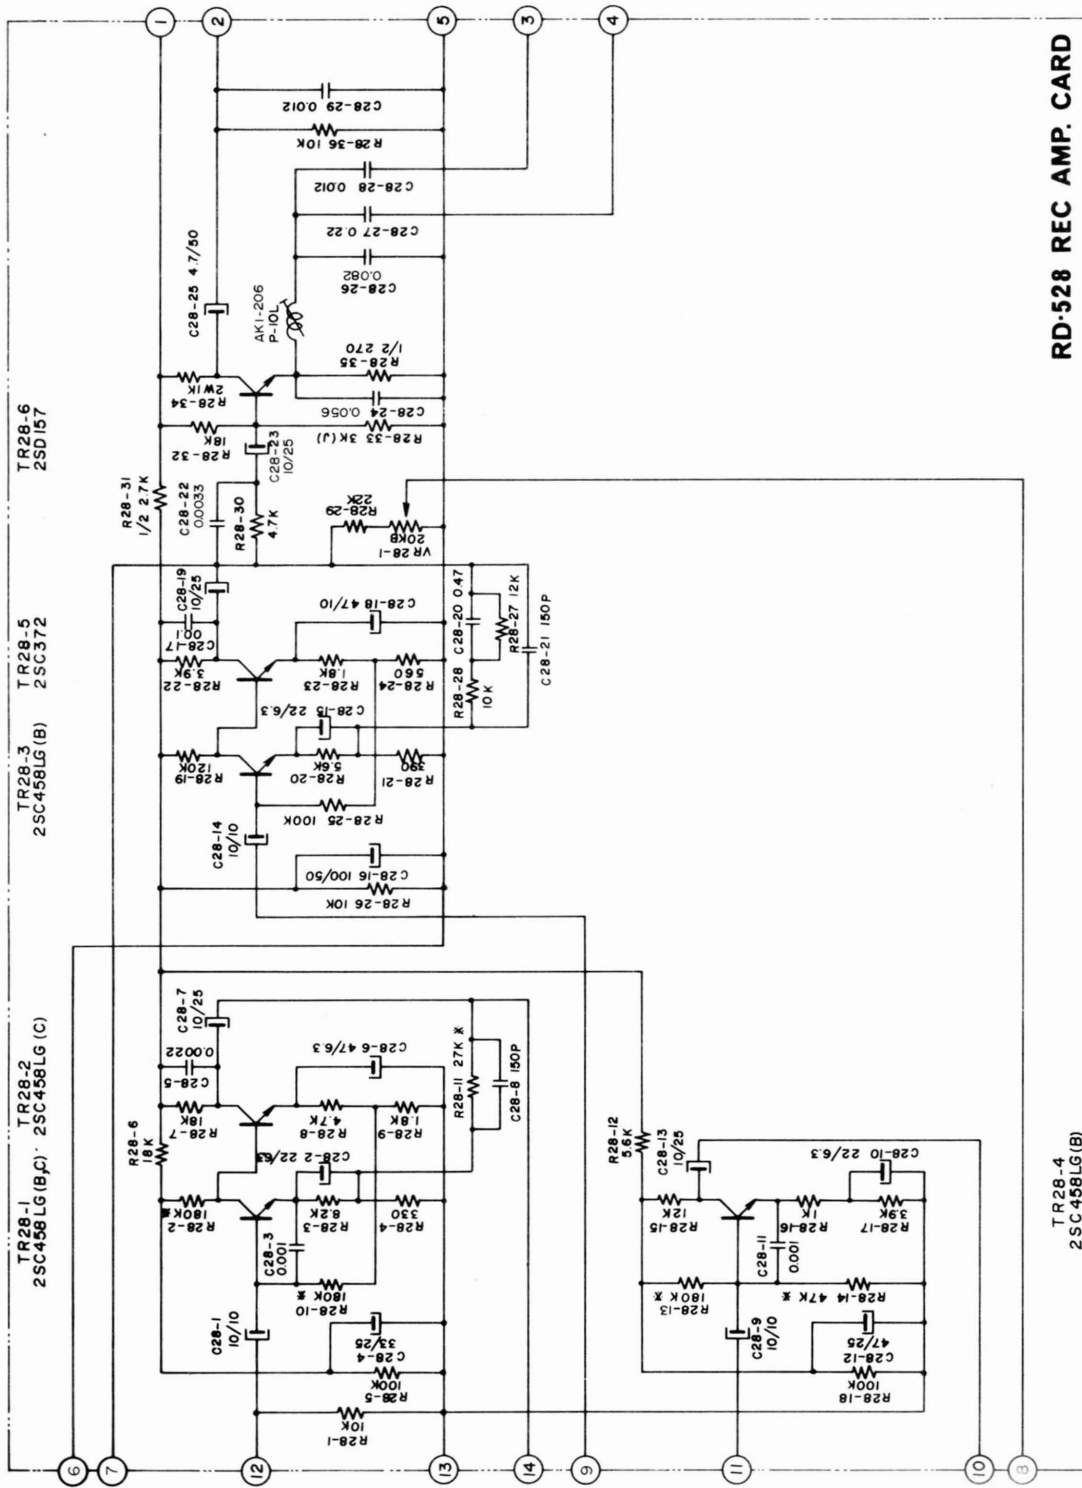 RD-528 REC AMP. CARD
TR28-1
2SC458LG(B,C)
TR28-2
2SC458LG(C)
TR28-3
2SC458LG(B)
TR28-5
2SC372
TR28-6
2SD157
TR28-4
2SC458LG(B)
1
2
5
3
4
6
7
12
13
14
9
11
10
8
R28-1
10K
C28-1
10/10
R28-5
100K
C28-4
33/25
R28-10
180K *
C28-3
0.001
R28-2
180K *
R28-3
8.2K
C28-2 22/6.3
R28-4
330
R28-6
18K
R28-7
18K
C28-5
0.0022
C28-7
10/25
R28-8
4.7K
R28-9
1.8K
C28-6 47/6.3
R28-11 27K *
C28-8 150P
R28-26 10K
C28-16 100/50
C28-14
10/10
R28-25 100K
R28-19
120K
R28-20
5.6K
C28-15 22/6.3
R28-21
390
R28-22
3.9K
C28-17
.001
C28-19
10/25
R28-23
1.8K
R28-24
560
C28-18 47/10
R28-28
10K
C28-20 0.47
R28-27 12K
C28-21 150P
R28-29
22K
VR28-1
20KB
C28-22
0.0033
R28-30
4.7K
R28-31
1/2 2.7K
C28-23
10/25
R28-32
18K
R28-33 3K(J)
R28-34
2W1K
C28-24
0.056
R28-35
1/2 270
C28-25 4.7/50
AK1-206
P-10L
C28-26
0.082
C28-27 0.22
C28-28 0.012
R28-36 10K
C28-29 0.012
R28-12
5.6K
R28-18
100K
C28-12
47/25
C28-9
10/10
R28-13
180K *
R28-14 47K *
C28-11
0.001
R28-15
12K
C28-13
10/25
R28-16
1K
R28-17
3.9K
C28-10 22/6.3